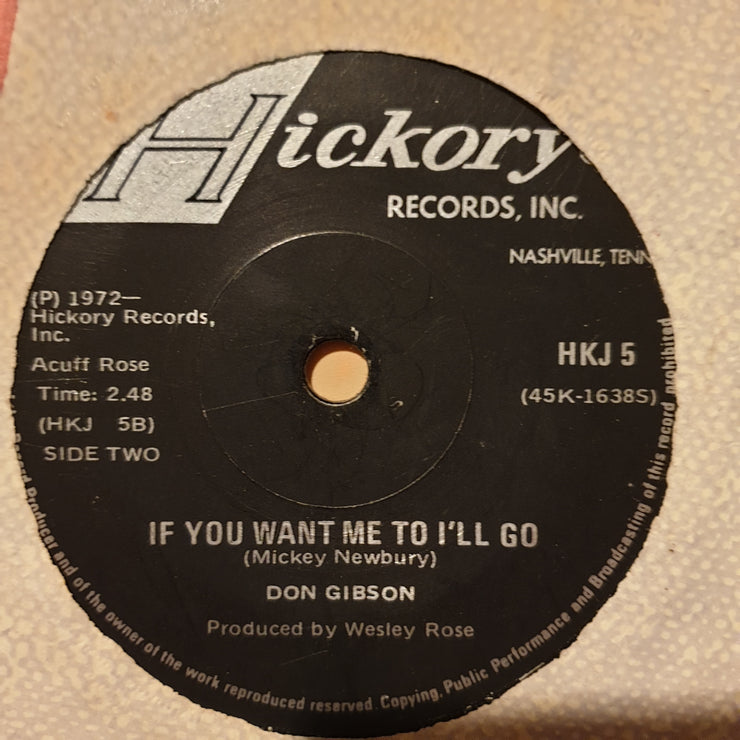 Hickory
RECORDS, INC.
NASHVILLE, TENN
(P) 1972—
Hickory Records,
Inc.
Acuff Rose
Time: 2.48
(HKJ 5B)
SIDE TWO
HKJ 5
(45K-1638S)
IF YOU WANT ME TO I'LL GO
(Mickey Newbury)
DON GIBSON
Produced by Wesley Rose
Record Producer and of the owner of the work reproduced reserved. Copying, Public Performance and Broadcasting of this record prohibited